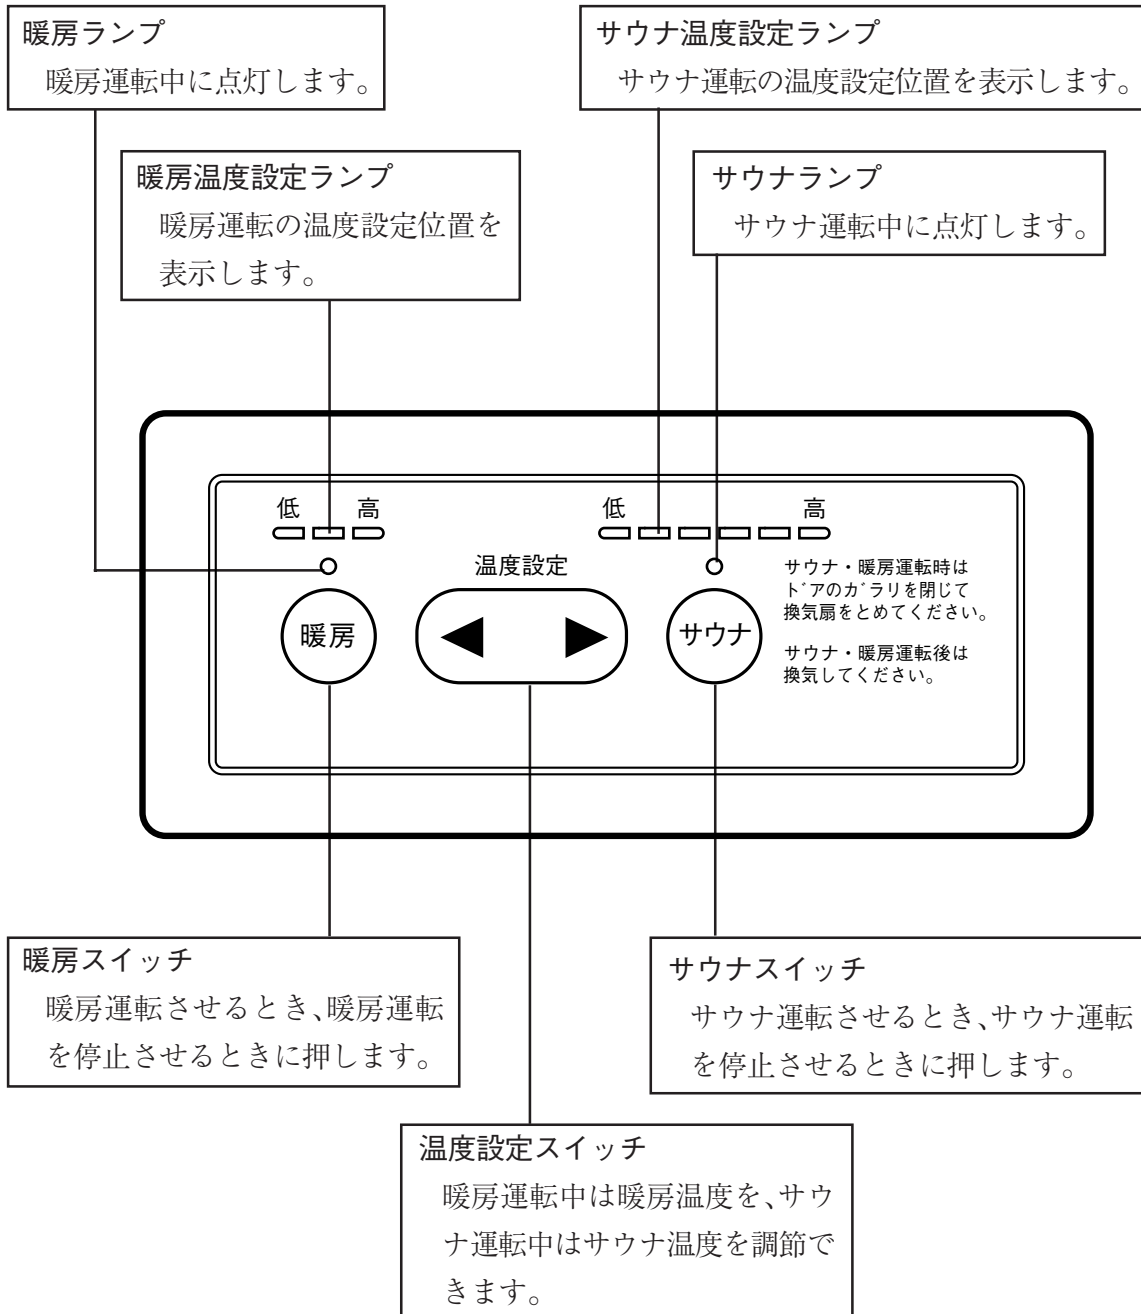 暖房ランプ
暖房運転中に点灯します。
サウナ温度設定ランプ
サウナ運転の温度設定位置を表示します。
暖房温度設定ランプ
暖房運転の温度設定位置を
表示します。
サウナランプ
サウナ運転中に点灯します。
低 高
低 高
温度設定
暖房
サウナ
サウナ・暖房運転時は
ドアのガラリを閉じて
換気扇をとめてください。
サウナ・暖房運転後は
換気してください。
暖房スイッチ
暖房運転させるとき、暖房運転
を停止させるときに押します。
サウナスイッチ
サウナ運転させるとき、サウナ運転
を停止させるときに押します。
温度設定スイッチ
暖房運転中は暖房温度を、サウ
ナ運転中はサウナ温度を調節で
きます。